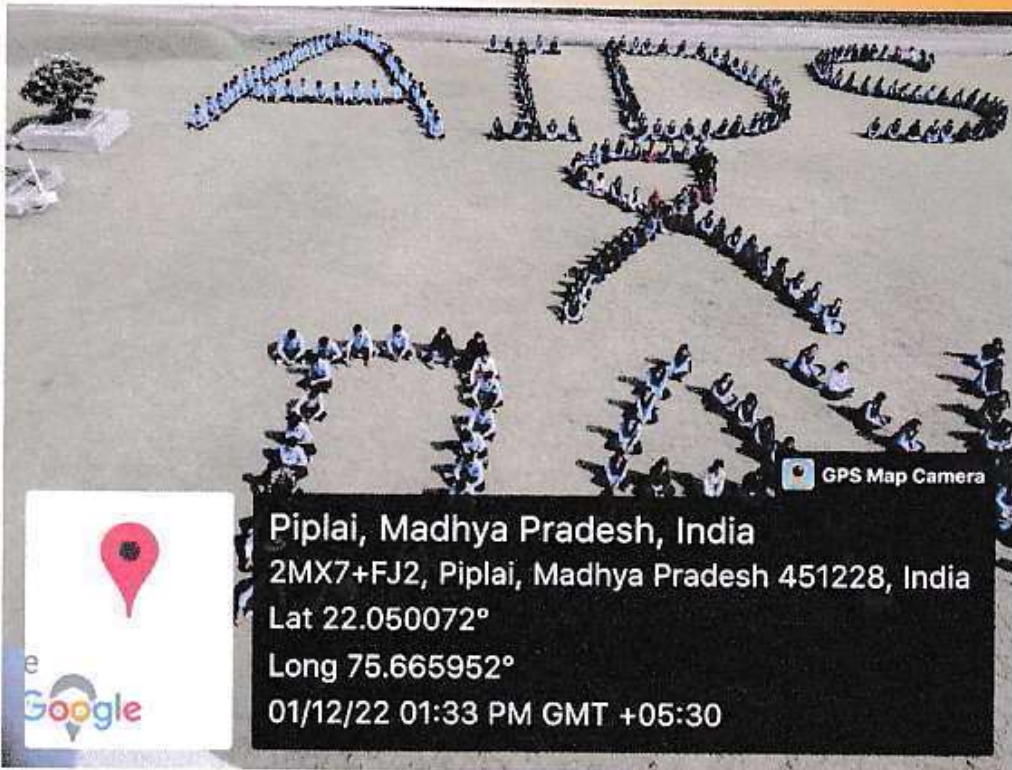 AIDS
GPS Map Camera
Piplai, Madhya Pradesh, India
2MX7+FJ2, Piplai, Madhya Pradesh 451228, India
Lat 22.050072°
Long 75.665952°
01/12/22 01:33 PM GMT +05:30
e
Google